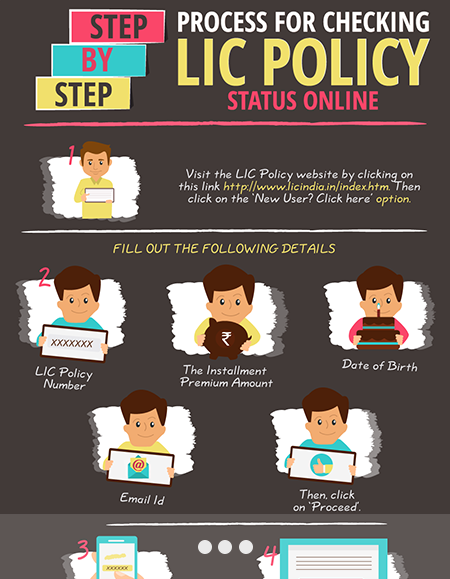 STEP
BY
STEP
PROCESS FOR CHECKING
LIC POLICY
STATUS ONLINE
1
Visit the LIC Policy website by clicking on
this link http://www.licindia.in/index.htm. Then
click on the 'New User? Click here' option.
FILL OUT THE FOLLOWING DETAILS
2
XXXXXXX
₹
LIC Policy
Number
The Installment
Premium Amount
Date of Birth
@
Email Id
Then, click
on 'Proceed'.
3
4